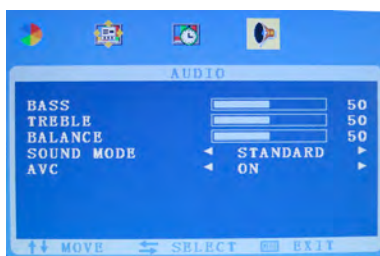 AUDIO
BASS 50
TREBLE 50
BALANCE 50
SOUND MODE STANDARD
AVC ON
MOVE SELECT EXIT